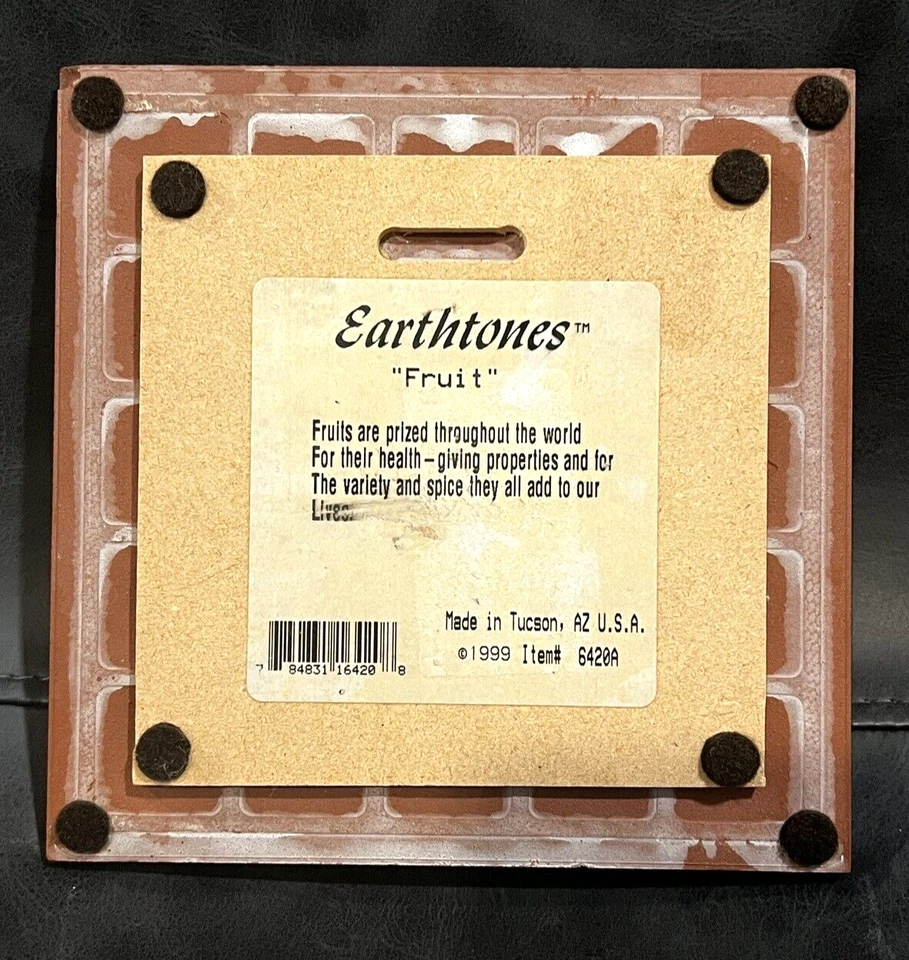 Earthtones™
"Fruit"
Fruits are prized throughout the world
For their health-giving properties and for
The variety and spice they all add to our
Lives.
Made in Tucson, AZ U.S.A.
©1999 Item# 6420A
7 84831 16420 8